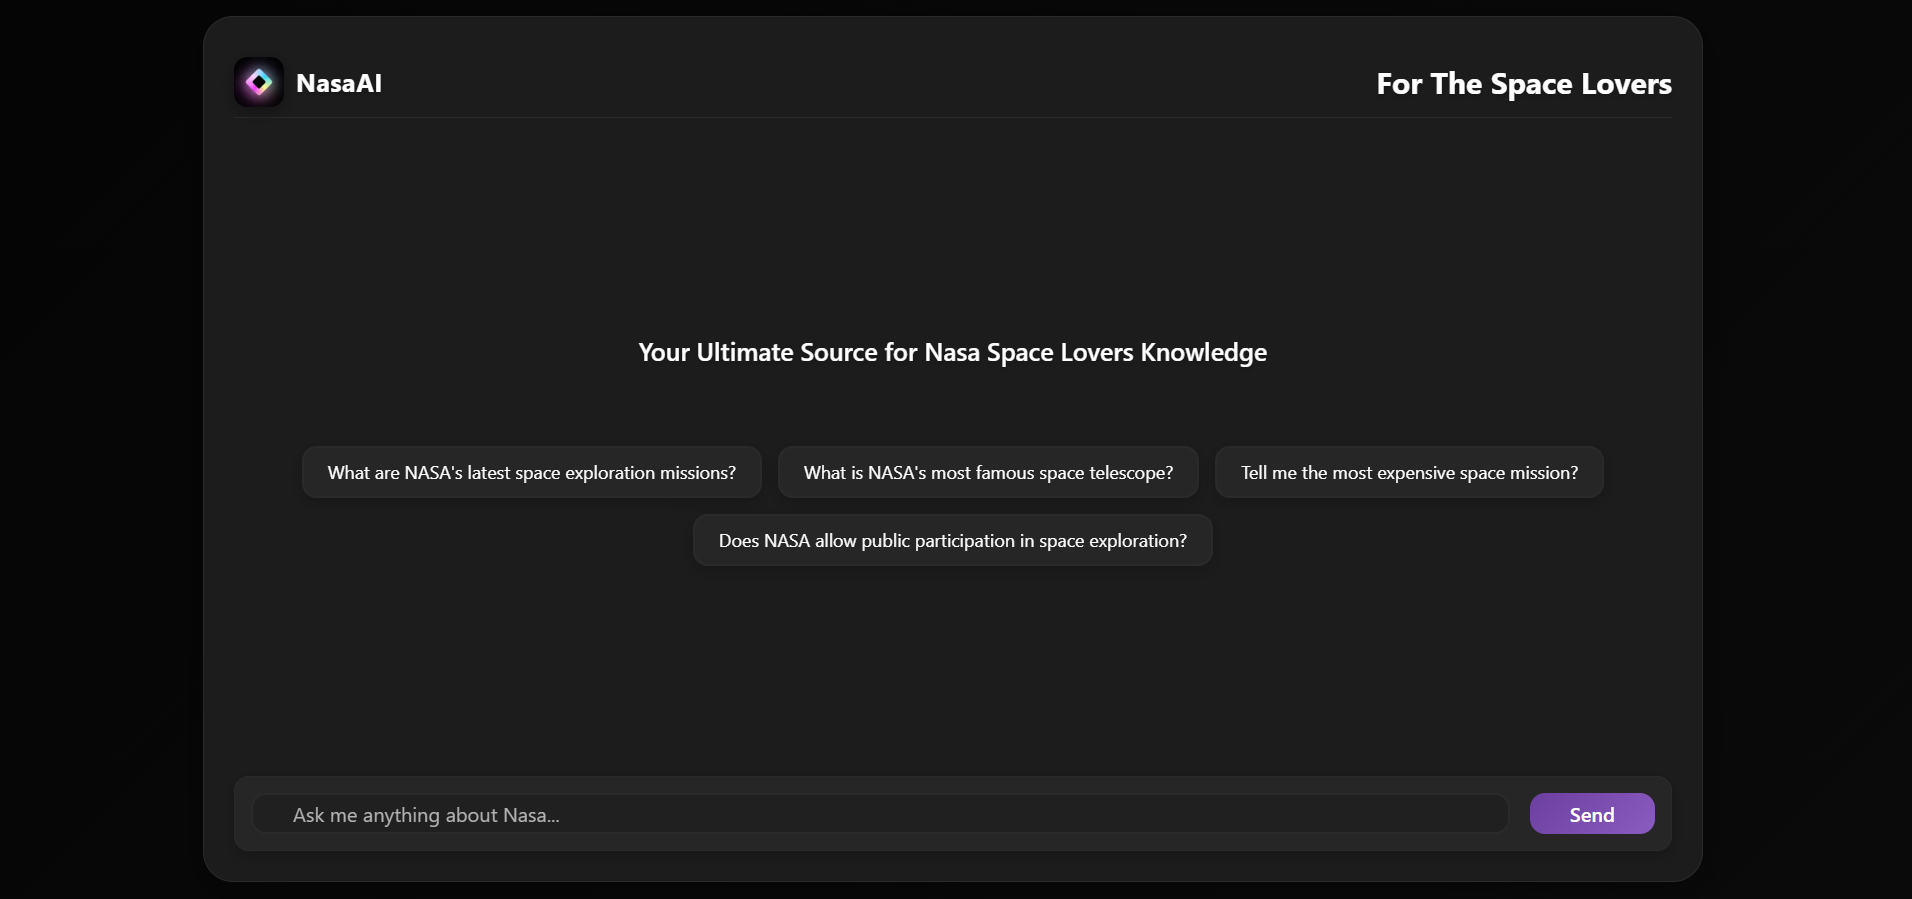 NasaAI
For The Space Lovers
Your Ultimate Source for Nasa Space Lovers Knowledge
What are NASA's latest space exploration missions?
What is NASA's most famous space telescope?
Tell me the most expensive space mission?
Does NASA allow public participation in space exploration?
Ask me anything about Nasa...
Send